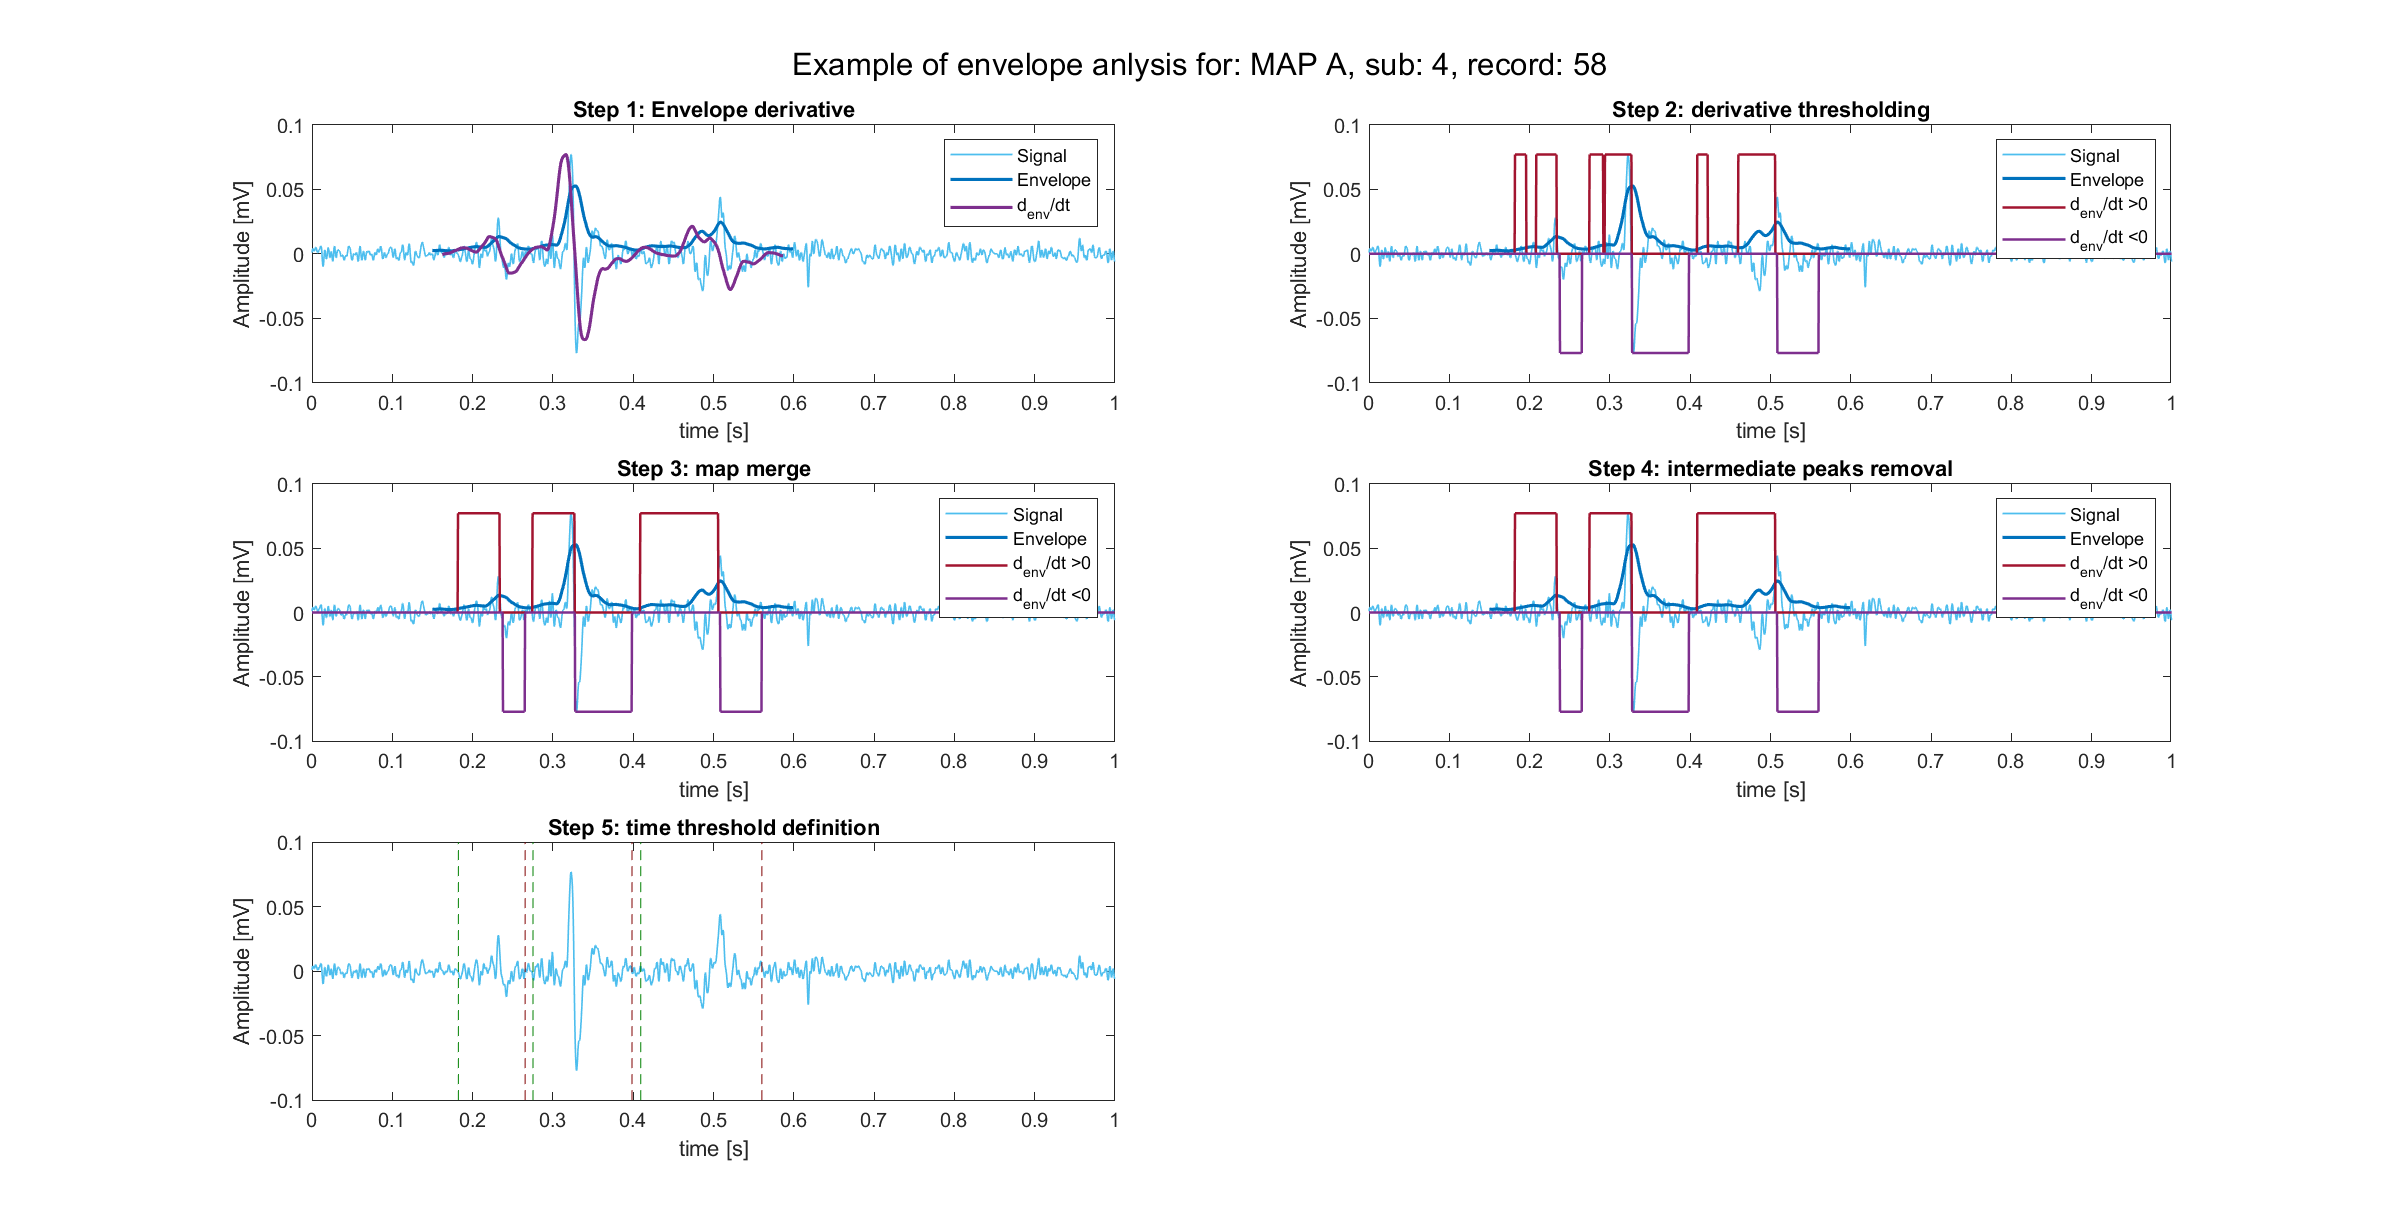 Example of envelope anlysis for: MAP A, sub: 4, record: 58
Step 1: Envelope derivative
0.1
0.05
0
-0.05
-0.1
Amplitude [mV]
0 0.1 0.2 0.3 0.4 0.5 0.6 0.7 0.8 0.9 1
time [s]
Signal
Envelope
d_env/dt
Step 2: derivative thresholding
0.1
0.05
0
-0.05
-0.1
Amplitude [mV]
0 0.1 0.2 0.3 0.4 0.5 0.6 0.7 0.8 0.9 1
time [s]
Signal
Envelope
d_env/dt >0
d_env/dt <0
Step 3: map merge
0.1
0.05
0
-0.05
-0.1
Amplitude [mV]
0 0.1 0.2 0.3 0.4 0.5 0.6 0.7 0.8 0.9 1
time [s]
Signal
Envelope
d_env/dt >0
d_env/dt <0
Step 4: intermediate peaks removal
0.1
0.05
0
-0.05
-0.1
Amplitude [mV]
0 0.1 0.2 0.3 0.4 0.5 0.6 0.7 0.8 0.9 1
time [s]
Signal
Envelope
d_env/dt >0
d_env/dt <0
Step 5: time threshold definition
0.1
0.05
0
-0.05
-0.1
Amplitude [mV]
0 0.1 0.2 0.3 0.4 0.5 0.6 0.7 0.8 0.9 1
time [s]